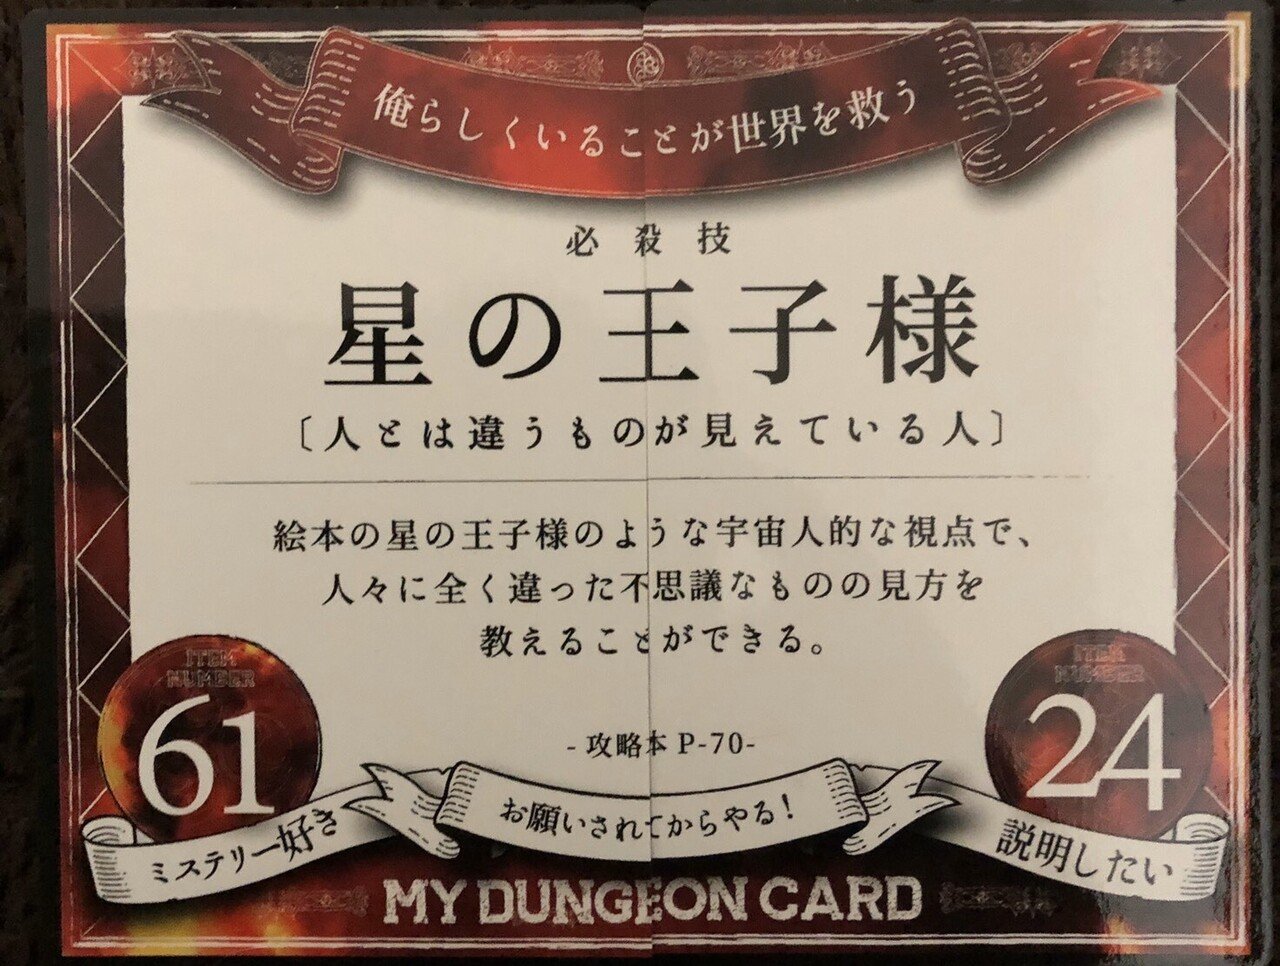 俺らしくいることが世界を救う
必殺技
星の王子様
〔人とは違うものが見えている人〕
絵本の星の王子様のような宇宙人的な視点で、
人々に全く違った不思議なものの見方を
教えることができる。
ITEM
NUMBER
61
ITEM
NUMBER
24
-攻略本 P-70-
ミステリー好き
お願いされてからやる!
説明したい
MY DUNGEON CARD